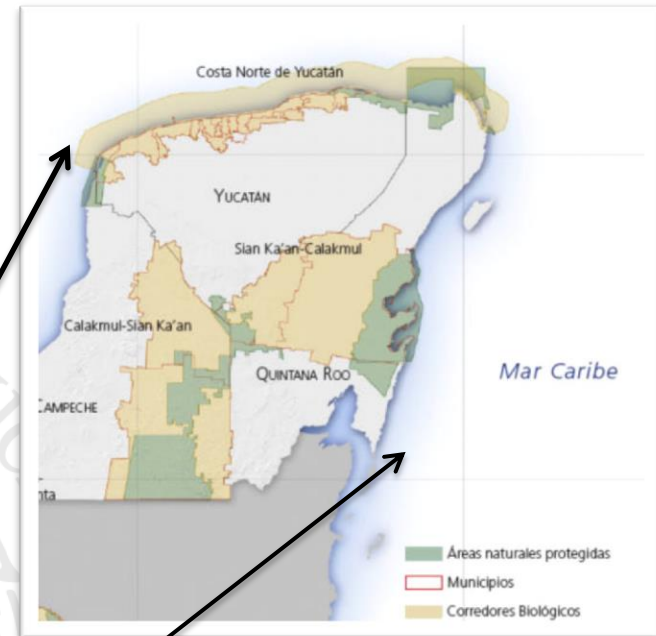 Costa Norte de Yucatán
YUCATÁN
Sian Ka'an-Calakmul
Calakmul-Sian Ka'an
QUINTANA ROO
Mar Caribe
CAMPECHE
nta
Áreas naturales protegidas
Municipios
Corredores Biológicos